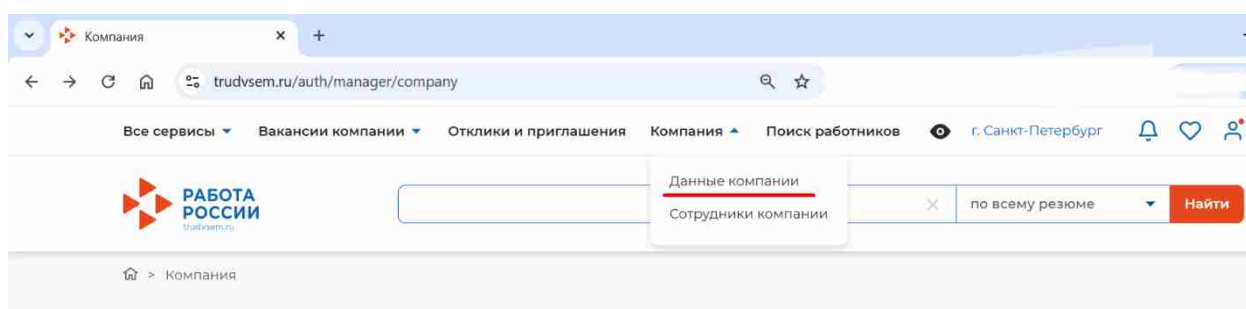 Компания
trudvsem.ru/auth/manager/company
Все сервисы Вакансии компании Отклики и приглашения Компания Поиск работников г. Санкт-Петербург
Данные компании
Сотрудники компании
РАБОТА
РОССИИ
trudvsem.ru
по всему резюме Найти
> Компания